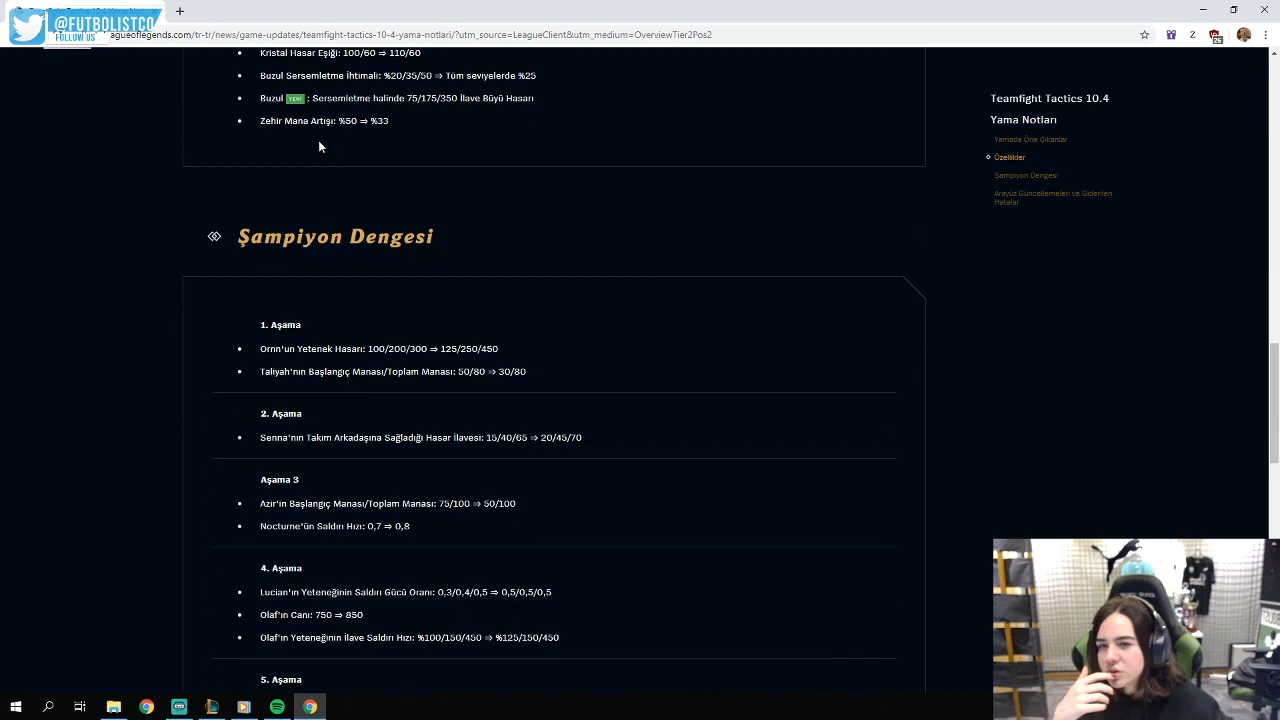 @FUTBOLISTCO
FOLLOW US
agueoflegends.com/tr-tr/news/game-updates/teamfight-tactics-10-4-yama-notlari/?utm_source=LeagueClient&utm_medium=OverviewTier2Pos2
Kristal Hasar Eşiği: 100/60 ⇒ 110/60
Buzul Sersemletme İhtimali: %20/35/50 ⇒ Tüm seviyelerde %25
Buzul YENİ : Sersemletme halinde 75/175/350 İlave Büyü Hasarı
Zehir Mana Artışı: %50 ⇒ %33
Teamfight Tactics 10.4
Yama Notları
Yamada Öne Çıkanlar
Özellikler
Şampiyon Dengesi
Arayüz Güncellemeleri ve Giderilen
Hatalar
Şampiyon Dengesi
1. Aşama
Ornn'un Yetenek Hasarı: 100/200/300 ⇒ 125/250/450
Taliyah'nın Başlangıç Manası/Toplam Manası: 50/80 ⇒ 30/80
2. Aşama
Senna'nın Takım Arkadaşına Sağladığı Hasar İlavesi: 15/40/65 ⇒ 20/45/70
Aşama 3
Azir'in Başlangıç Manası/Toplam Manası: 75/100 ⇒ 50/100
Nocturne'ün Saldırı Hızı: 0,7 ⇒ 0,8
4. Aşama
Lucian'ın Yeteneğinin Saldırı Gücü Oranı: 0,3/0,4/0,5 ⇒ 0,5/0,5/0,5
Olaf'ın Canı: 750 ⇒ 850
Olaf'ın Yeteneğinin İlave Saldırı Hızı: %100/150/450 ⇒ %125/150/450
5. Aşama